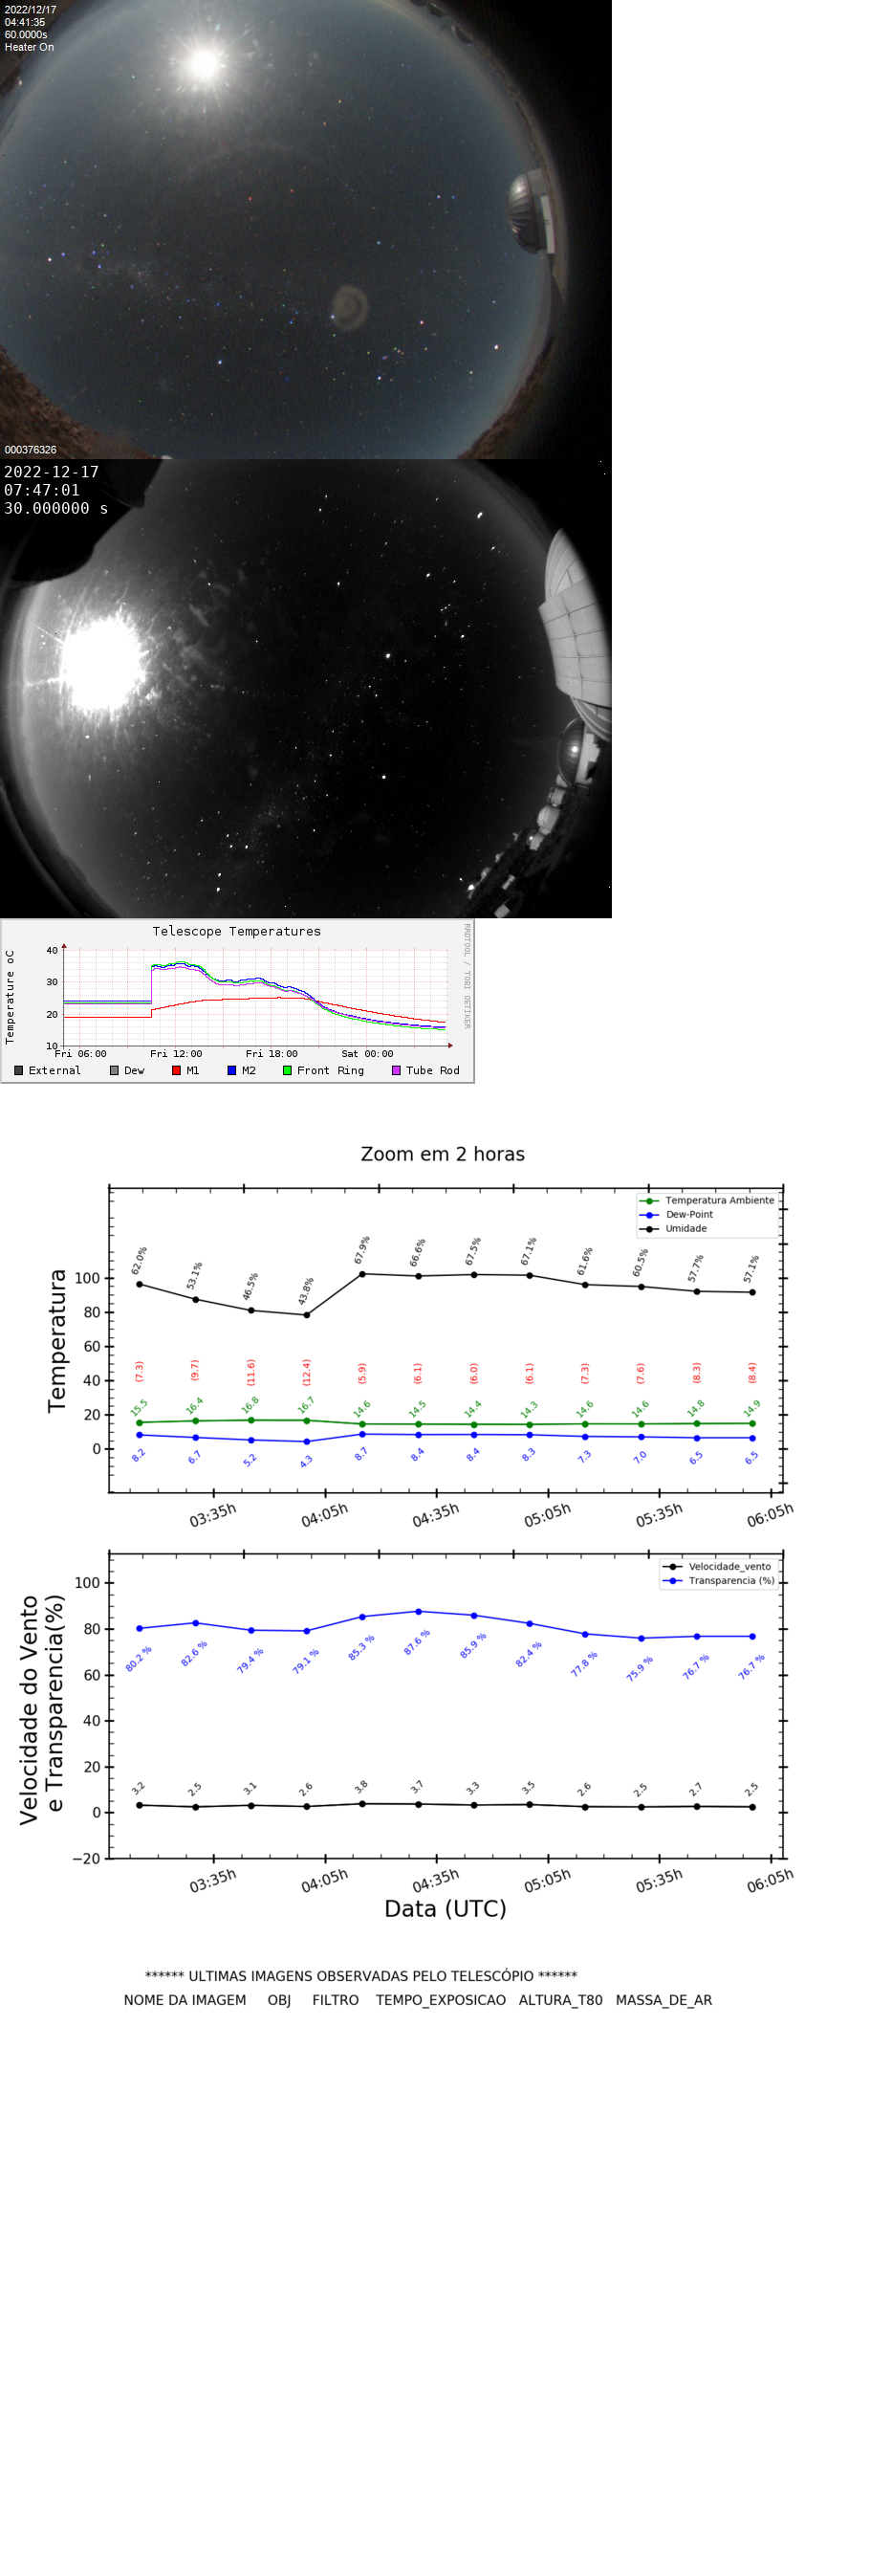 2022/12/17
04:41:35
60.0000s
Heater On
000376326
2022-12-17
07:47:01
30.000000 s
Telescope Temperatures
RRDTOOL / TOBI OETIKER
Temperature oC
40
30
20
10
Fri 06:00 Fri 12:00 Fri 18:00 Sat 00:00
External Dew M1 M2 Front Ring Tube Rod
Zoom em 2 horas
Temperatura Ambiente
Dew-Point
Umidade
Temperatura
100
80
60
40
20
0
62.0% 53.1% 46.5% 43.8% 67.9% 66.6% 67.5% 67.1% 61.6% 60.5% 57.7% 57.1%
(7.3) (9.7) (11.6) (12.4) (5.9) (6.1) (6.0) (6.1) (7.3) (7.6) (8.3) (8.4)
15.5 16.4 16.8 16.7 14.6 14.5 14.4 14.3 14.6 14.6 14.8 14.9
8.2 6.7 5.2 4.3 8.7 8.4 8.4 8.3 7.3 7.0 6.5 6.5
03:35h 04:05h 04:35h 05:05h 05:35h 06:05h
Velocidade_vento
Transparencia (%)
Velocidade do Vento
e Transparencia(%)
100
80
60
40
20
0
−20
80.2 % 82.6 % 79.4 % 79.1 % 85.3 % 87.6 % 85.9 % 82.4 % 77.8 % 75.9 % 76.7 % 76.7 %
3.2 2.5 3.1 2.6 3.8 3.7 3.3 3.5 2.6 2.5 2.7 2.5
03:35h 04:05h 04:35h 05:05h 05:35h 06:05h
Data (UTC)
****** ULTIMAS IMAGENS OBSERVADAS PELO TELESCÓPIO ******
NOME DA IMAGEM OBJ FILTRO TEMPO_EXPOSICAO ALTURA_T80 MASSA_DE_AR